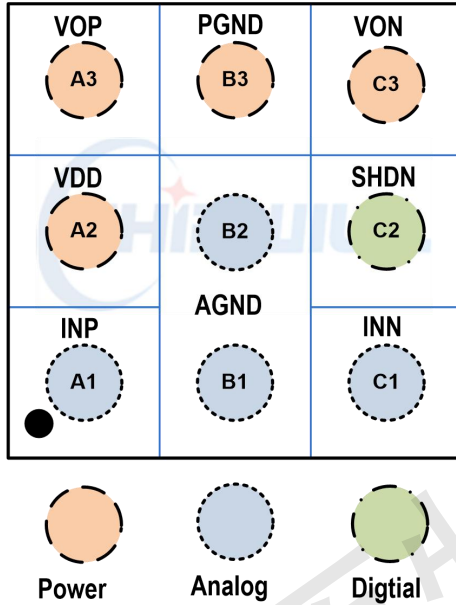 VOP PGND VON
A3 B3 C3
VDD SHDN
A2 B2 C2
AGND
INP INN
A1 B1 C1
Power Analog Digtial